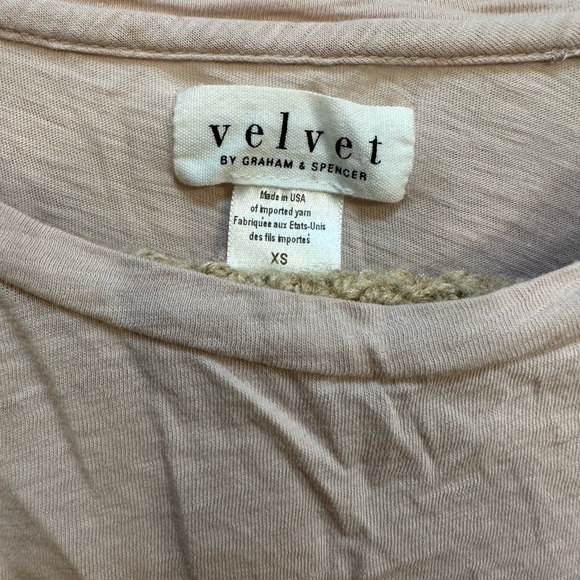 velvet
BY GRAHAM & SPENCER
Made in USA
of imported yarn
Fabriquée aux Etats-Unis
des fils importés
XS